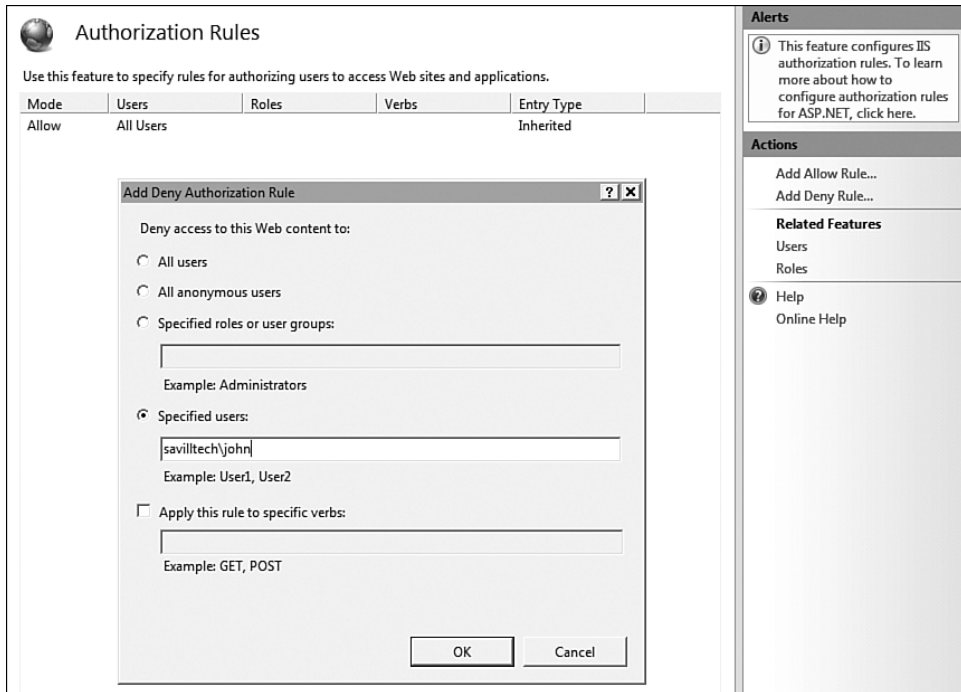 Authorization Rules
Use this feature to specify rules for authorizing users to access Web sites and applications.
Mode Users Roles Verbs Entry Type
Allow All Users Inherited
Add Deny Authorization Rule
Deny access to this Web content to:
All users
All anonymous users
Specified roles or user groups:
Example: Administrators
Specified users:
savilltech\john
Example: User1, User2
Apply this rule to specific verbs:
Example: GET, POST
OK Cancel
Alerts
This feature configures IIS
authorization rules. To learn
more about how to
configure authorization rules
for ASP.NET, click here.
Actions
Add Allow Rule...
Add Deny Rule...
Related Features
Users
Roles
Help
Online Help